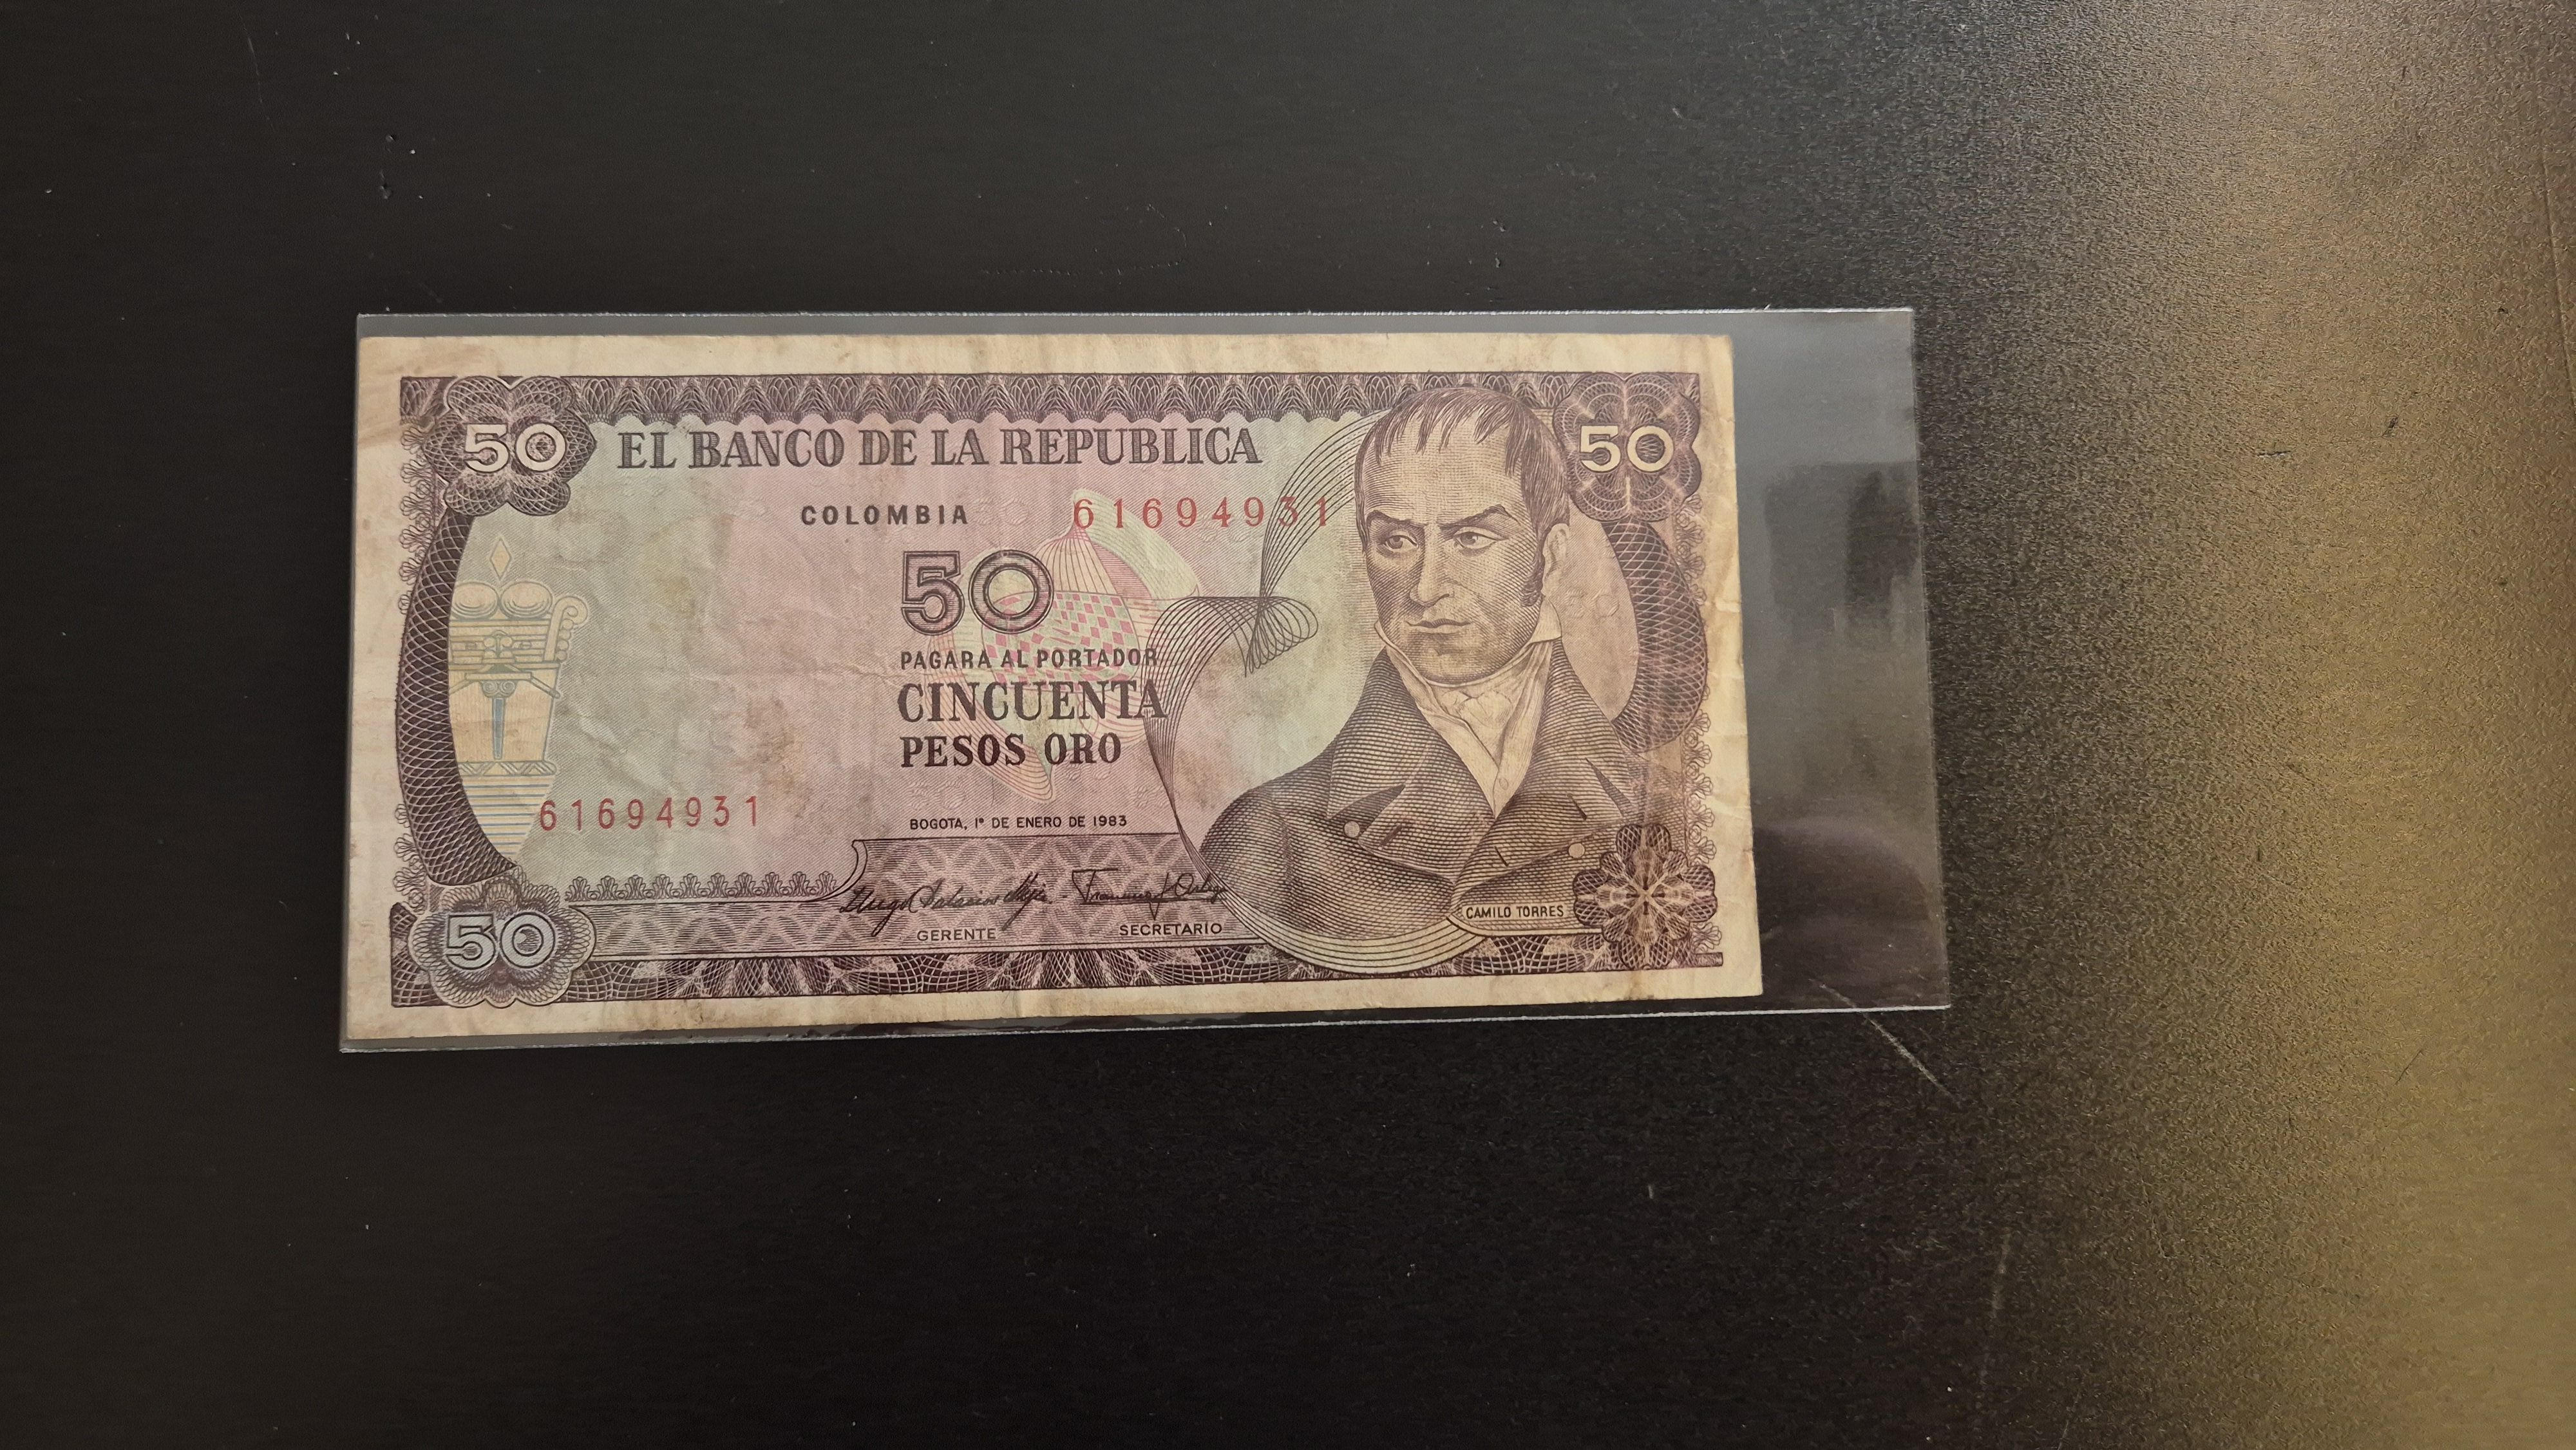 50 EL BANCO DE LA REPUBLICA 50
COLOMBIA 61694931
50
PAGARA AL PORTADOR
CINCUENTA
PESOS ORO
61694931
BOGOTA, 1º DE ENERO DE 1983
GERENTE SECRETARIO
CAMILO TORRES
50